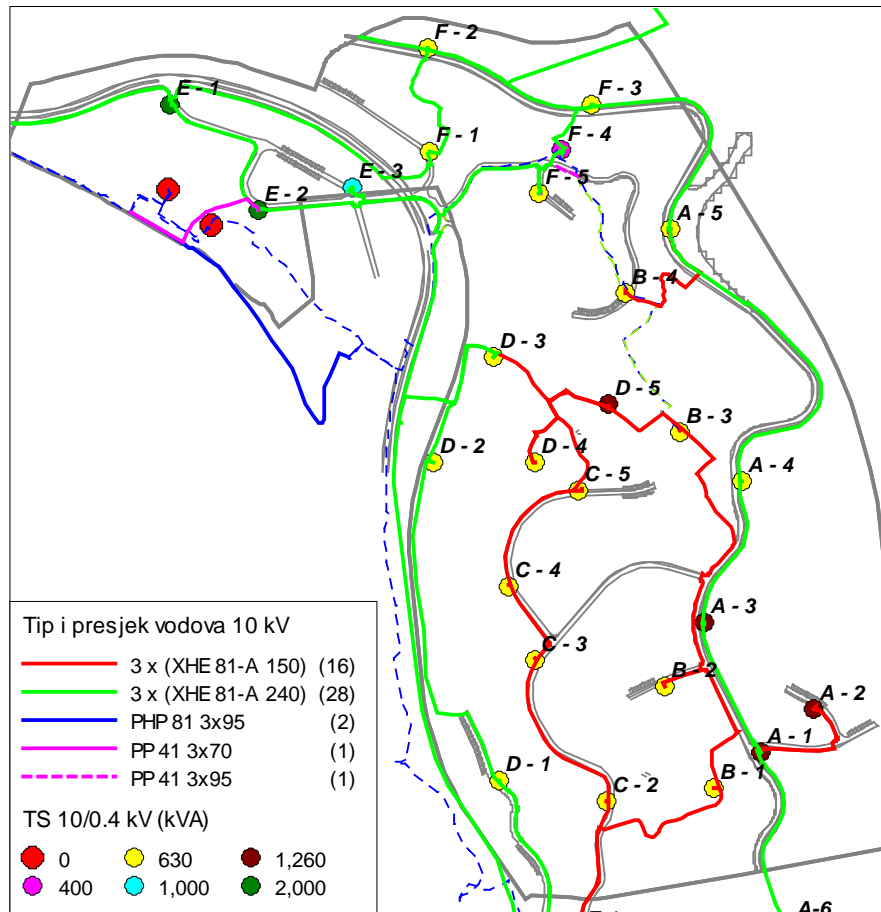 F - 2
E - 1
F - 3
F - 1
F - 4
E - 3
F - 5
E - 2
A - 5
B - 4
D - 3
D - 5
B - 3
D - 2
D - 4
C - 5
A - 4
C - 4
A - 3
C - 3
B - 2
A - 2
A - 1
D - 1
C - 2
B - 1
A-6
Tip i presjek vodova 10 kV
3 x (XHE 81-A 150) (16)
3 x (XHE 81-A 240) (28)
PHP 81 3x95 (2)
PP 41 3x70 (1)
PP 41 3x95 (1)
TS 10/0.4 kV (kVA)
0 630 1,260
400 1,000 2,000